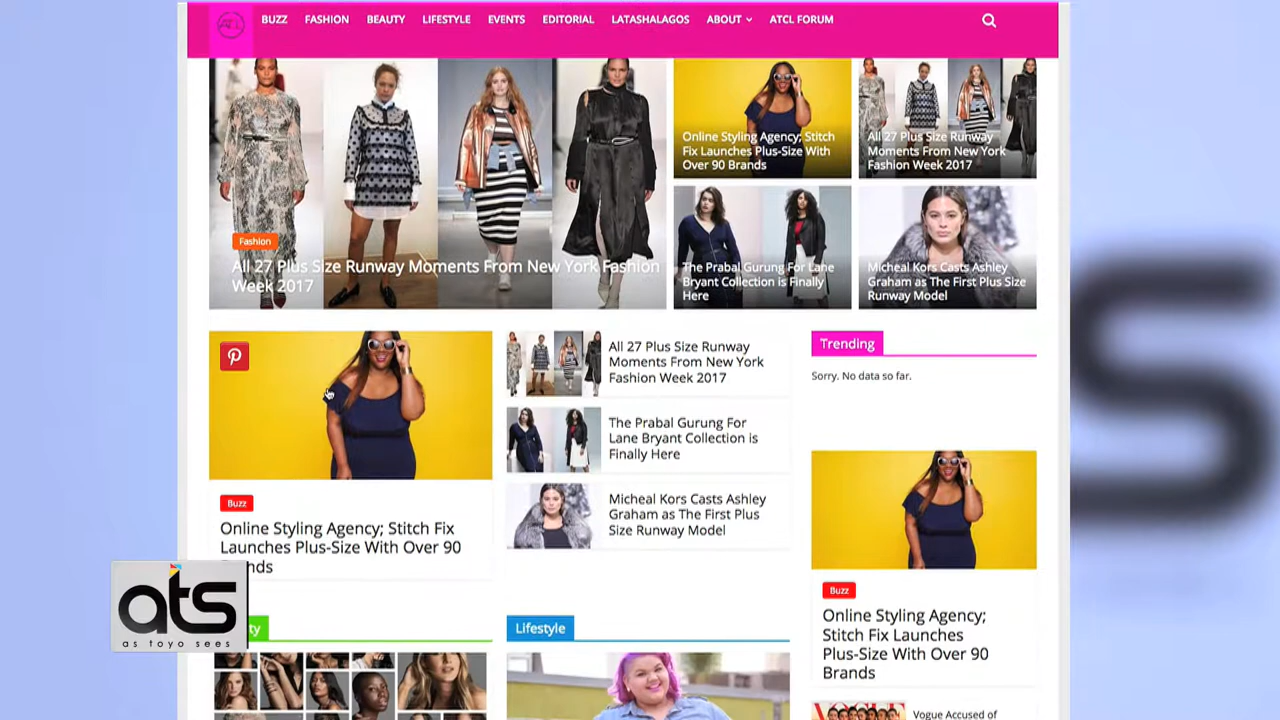 ATCL
BUZZ
FASHION
BEAUTY
LIFESTYLE
EVENTS
EDITORIAL
LATASHALAGOS
ABOUT
ATCL FORUM
Fashion
All 27 Plus Size Runway Moments From New York Fashion
Week 2017
Online Styling Agency; Stitch
Fix Launches Plus-Size With
Over 90 Brands
All 27 Plus Size Runway
Moments From New York
Fashion Week 2017
The Prabal Gurung For Lane
Bryant Collection is Finally
Here
Micheal Kors Casts Ashley
Graham as The First Plus Size
Runway Model
Buzz
Online Styling Agency; Stitch Fix
Launches Plus-Size With Over 90
ands
All 27 Plus Size Runway
Moments From New York
Fashion Week 2017
The Prabal Gurung For
Lane Bryant Collection is
Finally Here
Micheal Kors Casts Ashley
Graham as The First Plus
Size Runway Model
Trending
Sorry. No data so far.
Buzz
Online Styling Agency;
Stitch Fix Launches
Plus-Size With Over 90
Brands
VOGUE
Vogue Accused of
ty
Lifestyle
ats
as toyo sees
S